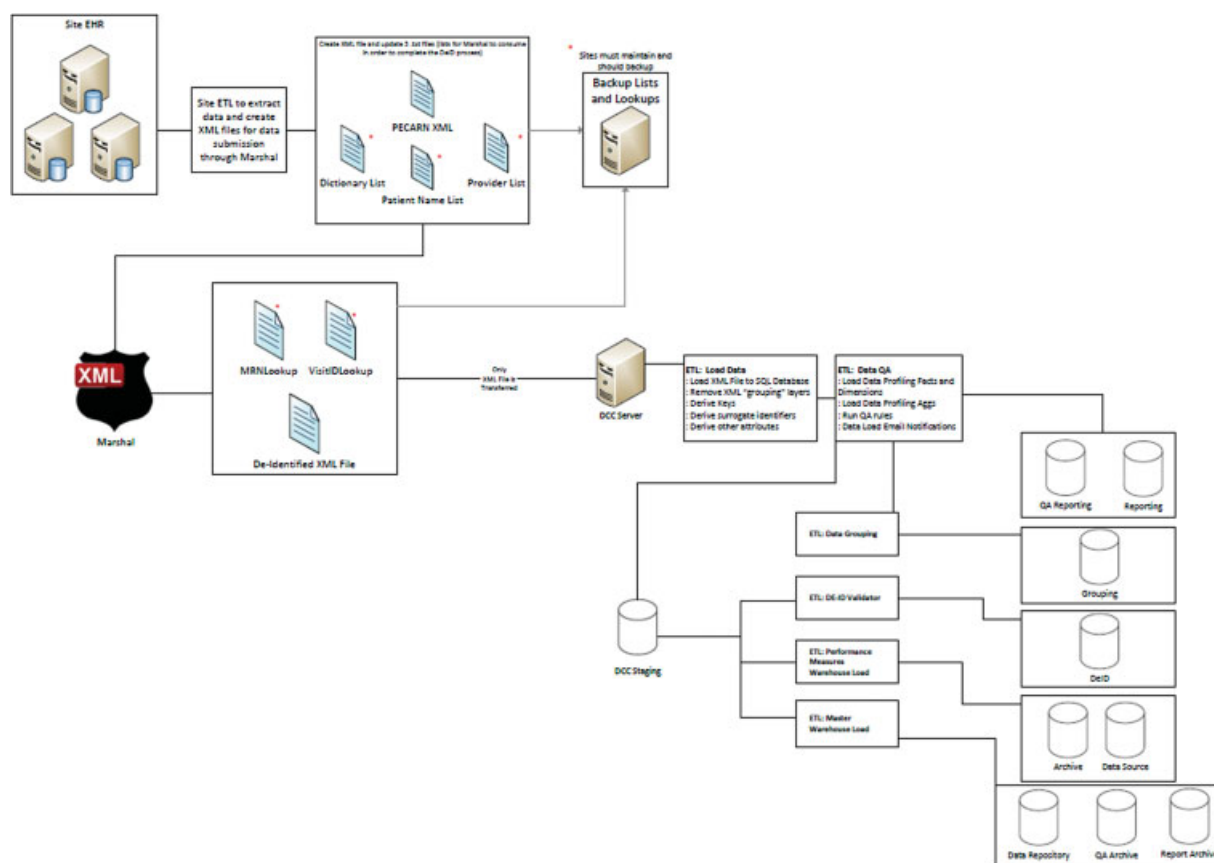 Site EHR
Site ETL to extract
data and create
XML files for data
submission
through Marshal
Create XML file and update 3 .txt files (lists for Marshal to consume
in order to complete the DeID process)
PECARN XML
*
Dictionary List
*
Patient Name List
*
Provider List
* Sites must maintain and
should backup
Backup Lists
and Lookups
XML
Marshal
*
MRNLookup
*
VisitIDLookup
De-Identified XML File
Only
XML File is
Transferred
DCC Server
ETL: Load Data
: Load XML File to SQL Database
: Remove XML "grouping" layers
: Derive Keys
: Derive surrogate identifiers
: Derive other attributes
ETL: Data QA
: Load Data Profiling Facts and
Dimensions
: Load Data Profiling Aggs
: Run QA rules
: Data Load Email Notifications
QA Reporting
Reporting
ETL: Data Grouping
Grouping
ETL: DE-ID Validator
DeID
DCC Staging
ETL: Performance
Measures
Warehouse Load
Archive
Data Source
ETL: Master
Warehouse Load
Data Repository
QA Archive
Report Archive